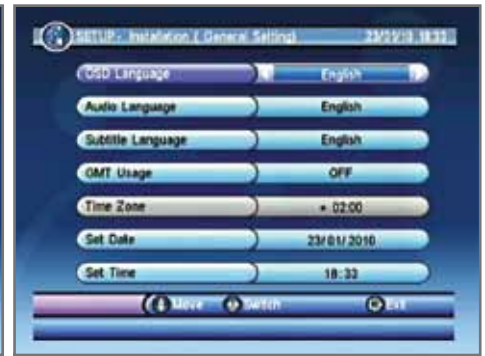 SETUP - Installation ( General Setting) 23/01/10 18:33
OSD Language English
Audio Language English
Subtitle Language English
GMT Usage OFF
Time Zone + 02:00
Set Date 23/01/2010
Set Time 18:33
Move Switch Exit